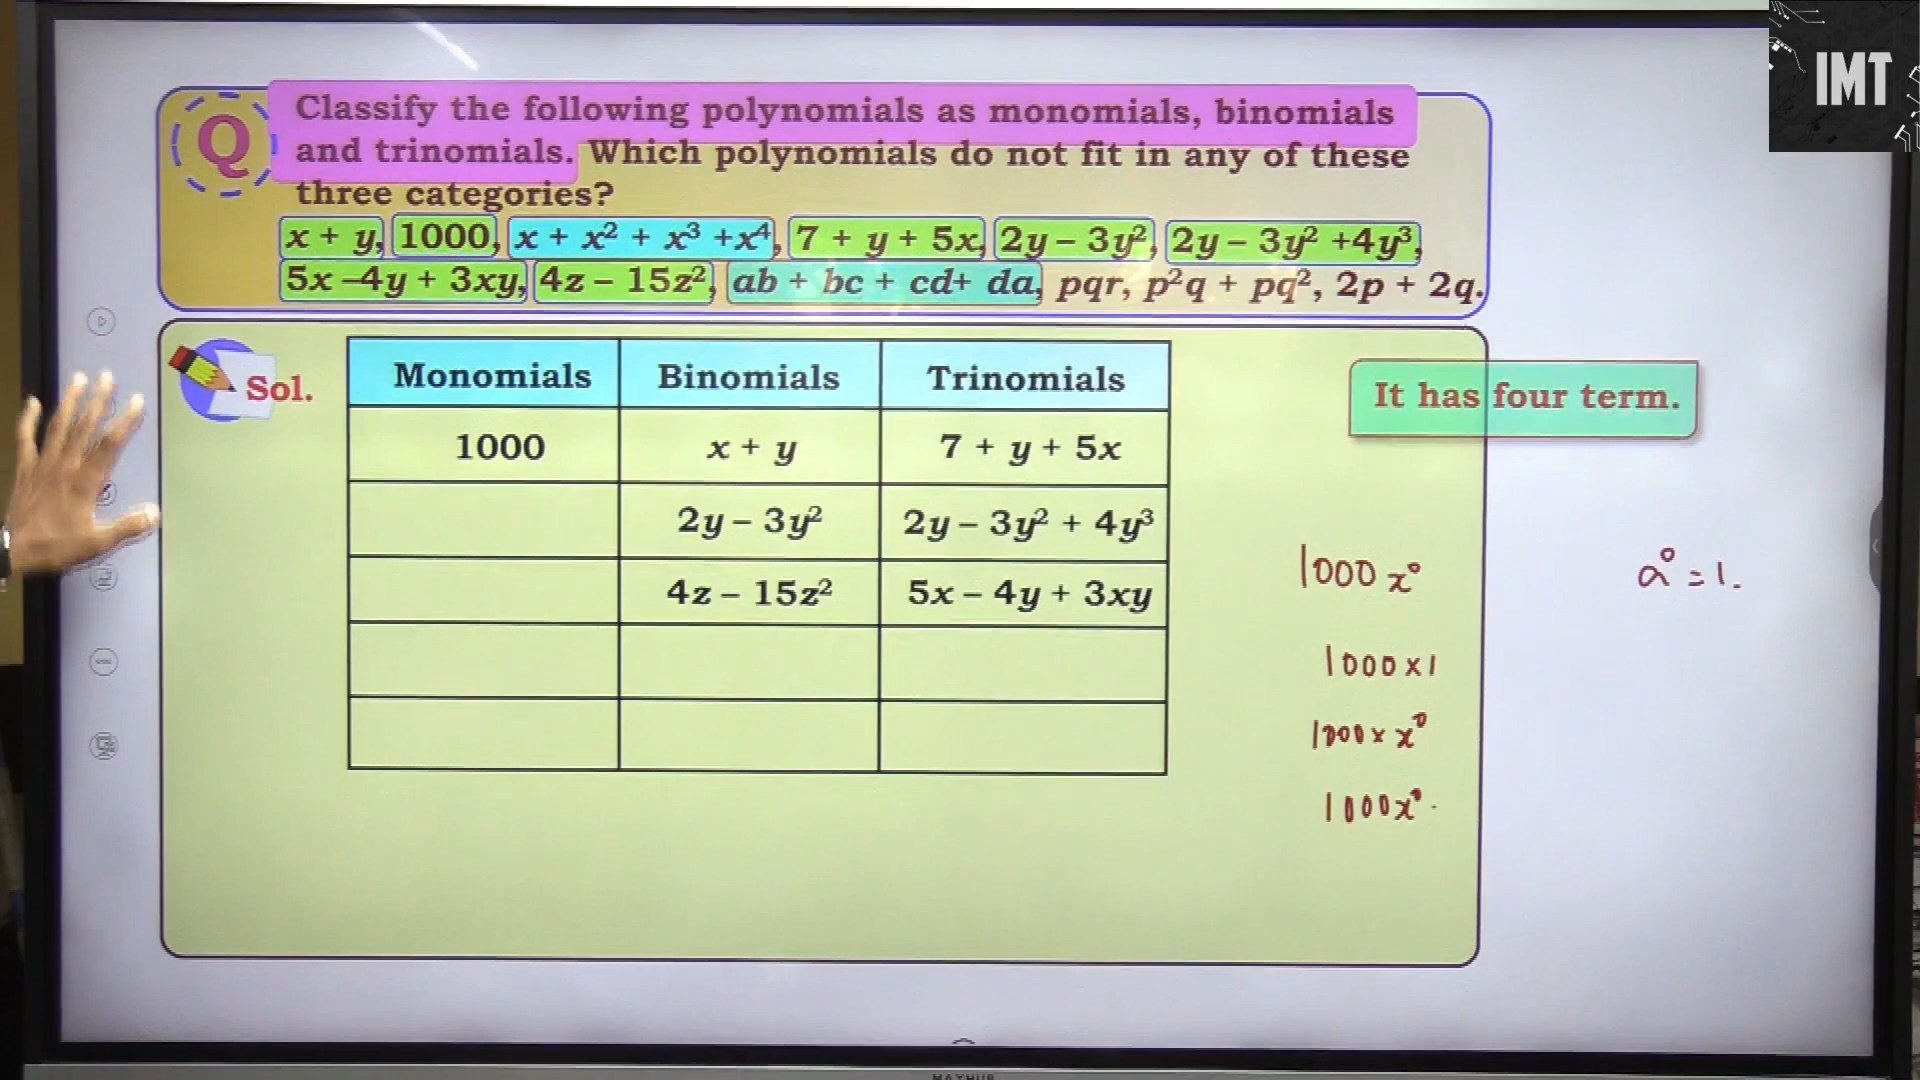 IMT
Q
Classify the following polynomials as monomials, binomials
and trinomials. Which polynomials do not fit in any of these
three categories?
x + y, 1000, x + x² + x³ +x⁴, 7 + y + 5x, 2y – 3y², 2y – 3y² +4y³,
5x –4y + 3xy, 4z – 15z², ab + bc + cd+ da, pqr, p²q + pq², 2p + 2q.
Sol.
Monomials Binomials Trinomials
It has four term.
1000 x + y 7 + y + 5x
2y – 3y² 2y – 3y² + 4y³
4z – 15z² 5x – 4y + 3xy
1000 x⁰
a⁰ = 1.
1000 × 1
1000 × x⁰
1000x⁰.